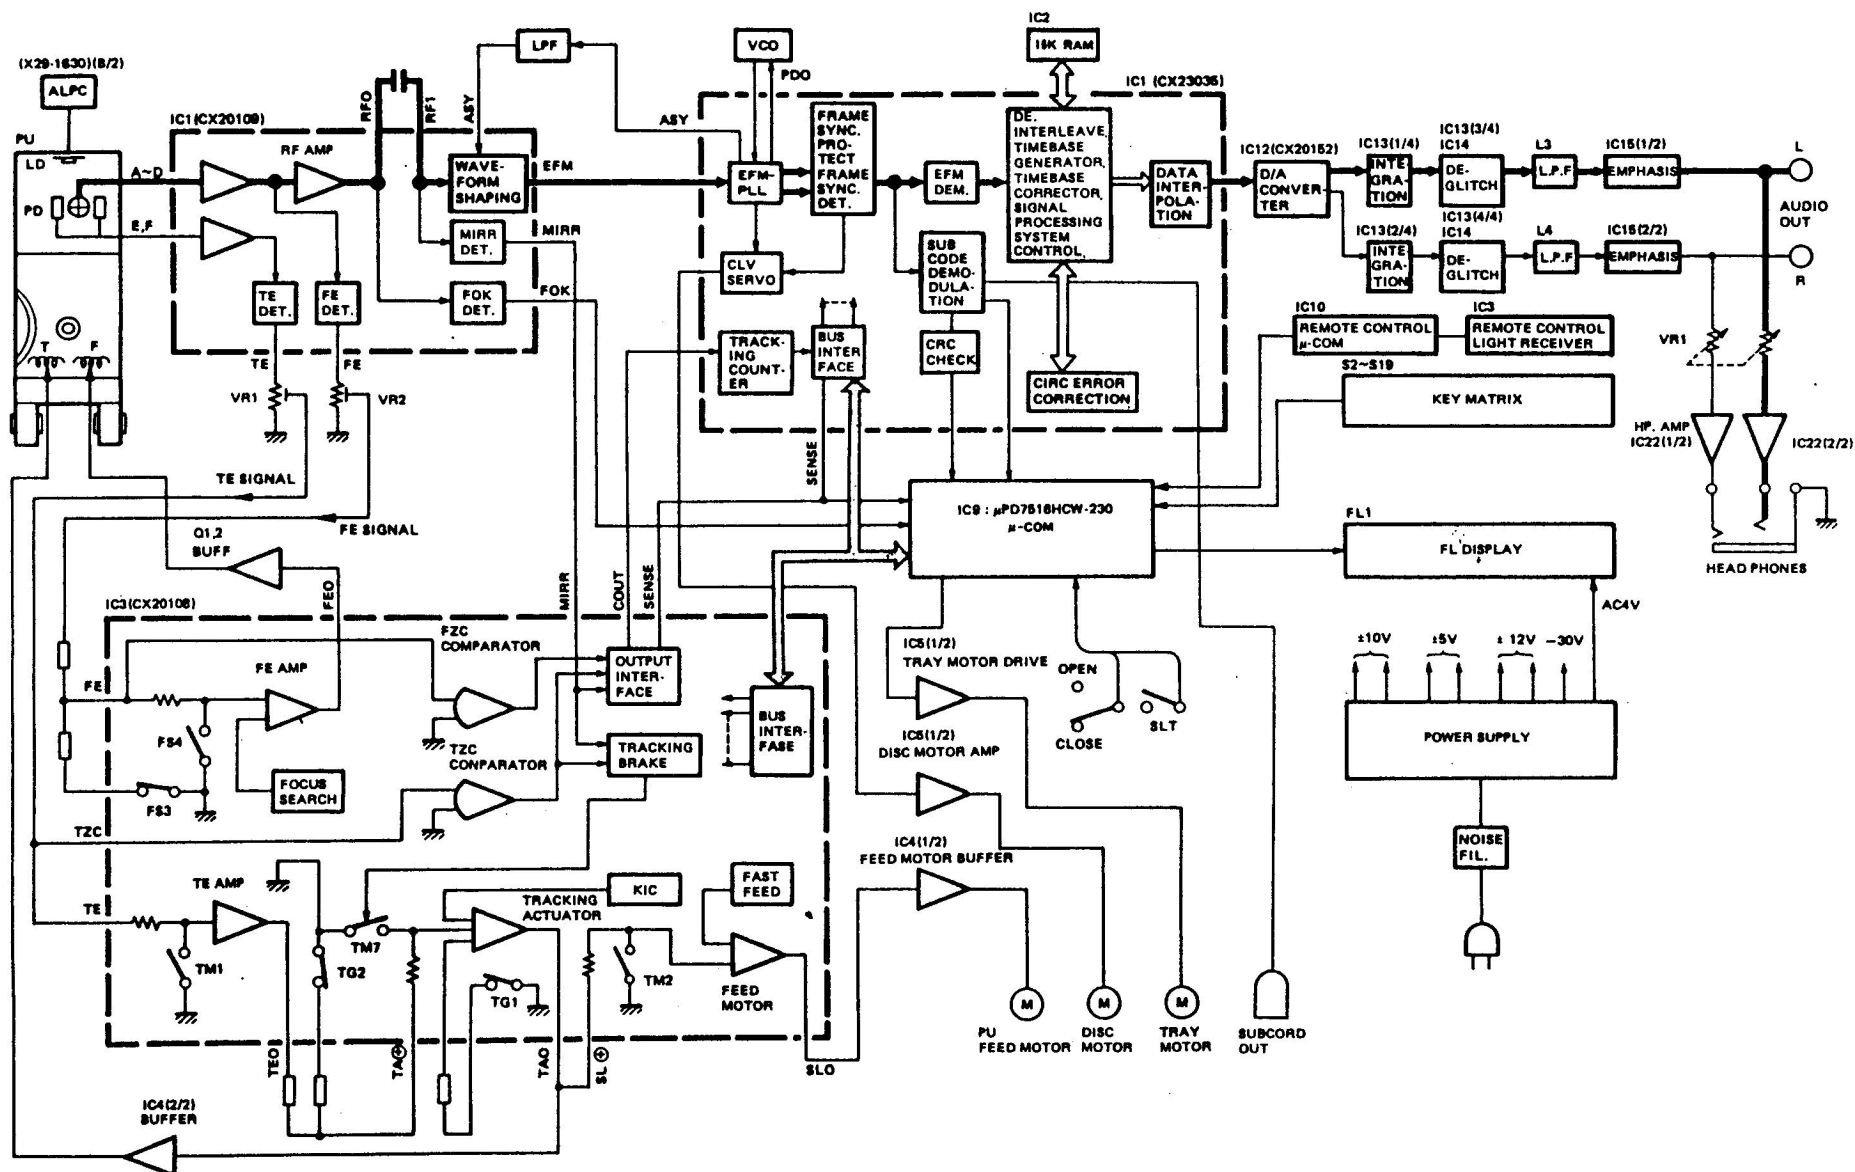 (X29-1630)(B/2)
ALPC
PU
LD
PD
T
F
IC1(CX20109)
A~D
E,F
RF AMP
RFO
RF1
ASY
LPF
WAVE-
FORM
SHAPING
EFM
MIRR
DET.
MIRR
FOK
DET.
FOK
TE
DET.
FE
DET.
TE
FE
VR1
VR2
TE SIGNAL
FE SIGNAL
Q1,2
BUFF
FEO
VCO
PDO
ASY
IC2
16K RAM
IC1 (CX23035)
EFM-
PLL
FRAME
SYNC.
PRO-
TECT
FRAME
SYNC.
DET.
EFM
DEM.
DE.
INTERLEAVE,
TIMEBASE
GENERATOR,
TIMEBASE
CORRECTOR,
SIGNAL
PROCESSING
SYSTEM
CONTROL,
DATA
INTER-
POLATION
CLV
SERVO
SUB
CODE
DEMO-
DULA-
TION
TRACK-
ING
COUNT-
ER
BUS
INTER
FACE
CRC
CHECK
CIRC ERROR
CORRECTION
SENSE
IC12(CX20152)
D/A
CONVER-
TER
IC13(1/4)
INTE
GRA-
TION
IC13(3/4)
IC14
DE-
GLITCH
L3
L.P.F
IC15(1/2)
EMPHASIS
L
AUDIO
OUT
R
IC13(2/4)
INTE
GRA-
TION
IC13(4/4)
IC14
DE-
GLITCH
L4
L.P.F
IC15(2/2)
EMPHASIS
IC10
REMOTE CONTROL
μ-COM
IC3
REMOTE CONTROL
LIGHT RECEIVER
S2~S19
KEY MATRIX
VR1
HP. AMP
IC22(1/2)
IC22(2/2)
HEAD PHONES
IC9 : μPD7516HCW-230
μ-COM
FL1
FL DISPLAY
AC4V
±10V
±5V
± 12V
-30V
POWER SUPPLY
NOISE
FIL.
IC3(CX20108)
MIRR
COUT
SENSE
FZC
COMPARATOR
FE AMP
FE
FS4
FS3
FOCUS
SEARCH
OUTPUT
INTER-
FACE
BUS
INTER-
FASE
TZC
CONPARATOR
TRACKING
BRAKE
TZC
TE AMP
TE
TM1
TM7
TG2
TRACKING
ACTUATOR
KIC
TG1
TM2
FAST
FEED
FEED
MOTOR
TEO
TA⊕
TAO
SL⊕
SLO
IC4(2/2)
BUFFER
IC5(1/2)
TRAY MOTOR DRIVE
OPEN
CLOSE
SLT
IC5(1/2)
DISC MOTOR AMP
IC4(1/2)
FEED MOTOR BUFFER
M
PU
FEED MOTOR
M
DISC
MOTOR
M
TRAY
MOTOR
SUBCORD
OUT